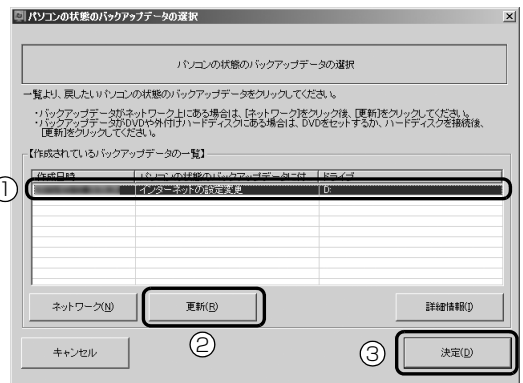 パソコンの状態のバックアップデータの選択
パソコンの状態のバックアップデータの選択
一覧より、戻したいパソコンの状態のバックアップデータをクリックしてください。
・バックアップデータがネットワーク上にある場合は、[ネットワーク]をクリック後、[更新]をクリックしてください。
・バックアップデータがDVDや外付けハードディスクにある場合は、DVDをセットするか、ハードディスクを接続後、
[更新]をクリックしてください。
【作成されているバックアップデータの一覧】
作成日時 パソコンの状態のバックアップデータに付 ドライブ
① インターネットの設定変更 D:
ネットワーク(N) 更新(R) 詳細情報(I)
②
キャンセル ③ 決定(D)